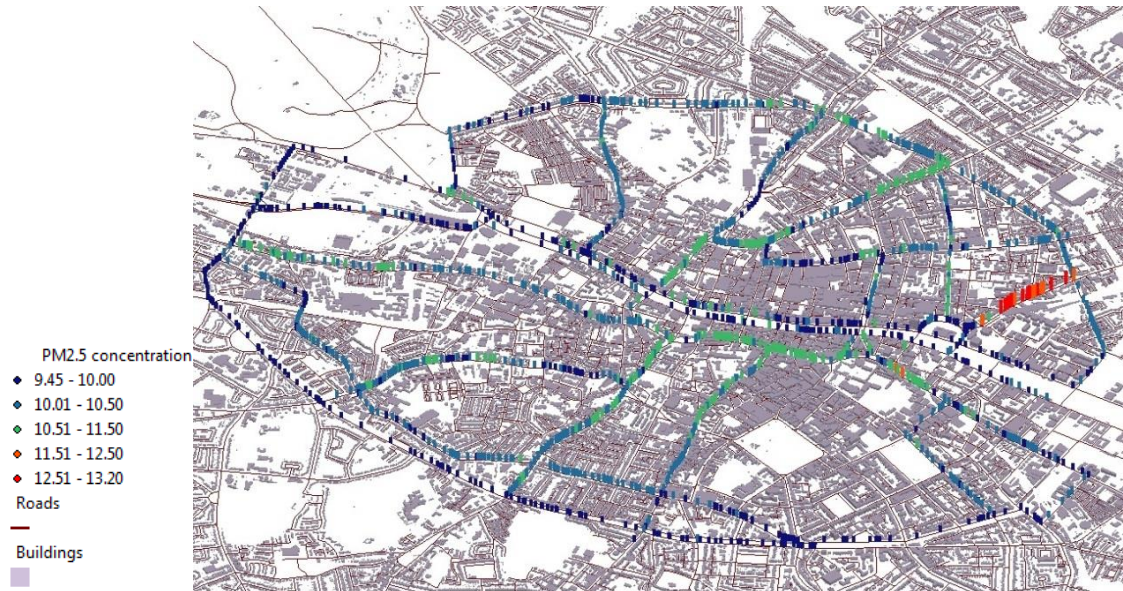 PM2.5 concentration
9.45 - 10.00
10.01 - 10.50
10.51 - 11.50
11.51 - 12.50
12.51 - 13.20
Roads
Buildings